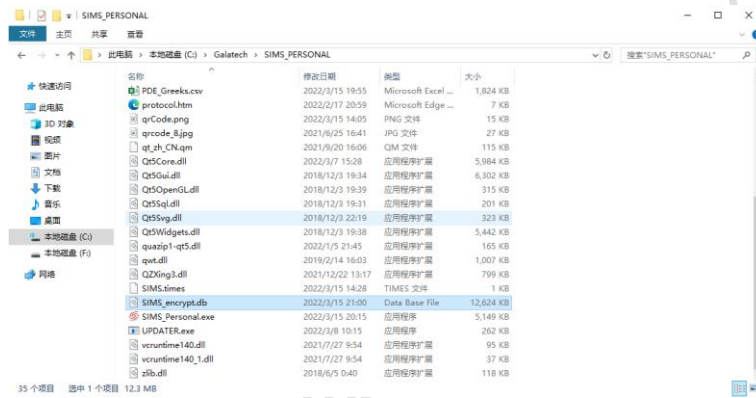 SIMS_PERSONAL
文件 主页 共享 查看
此电脑 > 本地磁盘 (C:) > Galatech > SIMS_PERSONAL 搜索"SIMS_PERSONAL"
名称 修改日期 类型 大小
快速访问
此电脑
3D 对象
视频
图片
文档
下载
音乐
桌面
本地磁盘 (C:)
本地磁盘 (F:)
网络
PDE_Greeks.csv 2022/3/15 19:55 Microsoft Excel ... 1,824 KB
protocol.htm 2022/2/17 20:59 Microsoft Edge ... 7 KB
qrCode.png 2022/3/15 14:05 PNG 文件 15 KB
qrcode_8.jpg 2021/6/25 16:41 JPG 文件 27 KB
qt_zh_CN.qm 2021/9/20 16:06 QM 文件 115 KB
Qt5Core.dll 2022/3/7 15:28 应用程序扩展 5,984 KB
Qt5Gui.dll 2018/12/3 19:34 应用程序扩展 6,302 KB
Qt5OpenGL.dll 2018/12/3 19:39 应用程序扩展 315 KB
Qt5Sql.dll 2018/12/3 19:31 应用程序扩展 201 KB
Qt5Svg.dll 2018/12/3 22:19 应用程序扩展 323 KB
Qt5Widgets.dll 2018/12/3 19:38 应用程序扩展 5,442 KB
quazip1-qt5.dll 2022/1/5 21:45 应用程序扩展 165 KB
qwt.dll 2019/2/14 16:03 应用程序扩展 1,007 KB
QZXing3.dll 2021/12/22 13:17 应用程序扩展 799 KB
SIMS.times 2022/3/15 14:28 TIMES 文件 1 KB
SIMS_encrypt.db 2022/3/15 21:00 Data Base File 12,624 KB
SIMS_Personal.exe 2022/3/15 20:15 应用程序 5,149 KB
UPDATER.exe 2022/3/8 10:15 应用程序 262 KB
vcruntime140.dll 2021/7/27 9:54 应用程序扩展 95 KB
vcruntime140_1.dll 2021/7/27 9:54 应用程序扩展 37 KB
zlib.dll 2018/6/5 0:40 应用程序扩展 118 KB
35 个项目 选中 1 个项目 12.3 MB